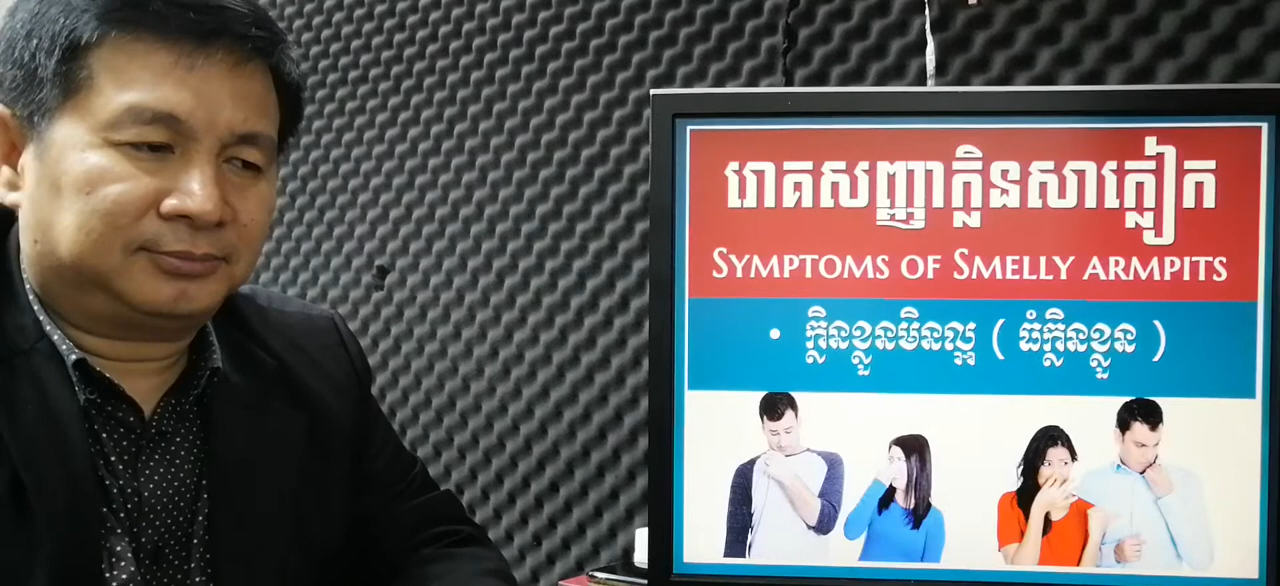 រោគសញ្ញាក្លិនសាក្លៀក
SYMPTOMS OF SMELLY ARMPITS
• ក្លិនខ្លួនមិនល្អ ( ធំក្លិនខ្លួន )